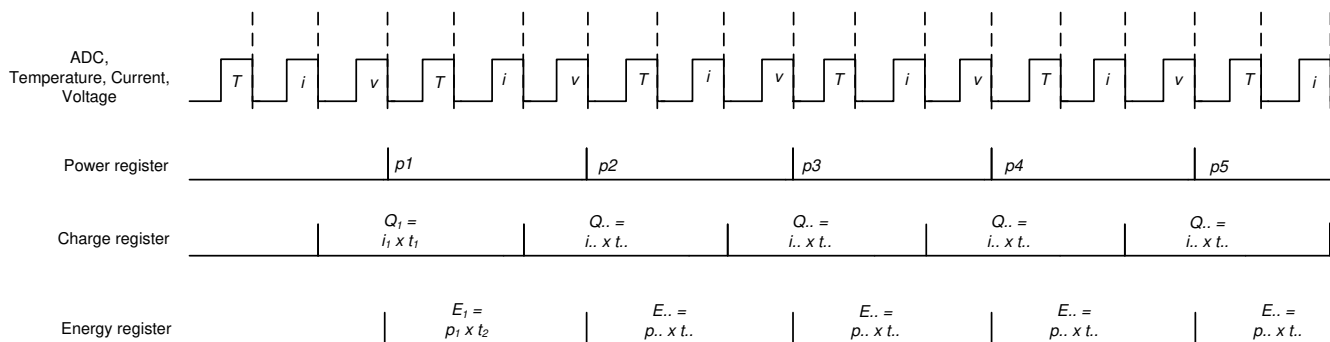 ADC,
Temperature, Current,
Voltage
T i v T i v T i v T i v T i v T i
Power register
p1 p2 p3 p4 p5
Charge register
Q1 = Q.. = Q.. = Q.. = Q.. =
i1 x t1 i.. x t.. i.. x t.. i.. x t.. i.. x t..
Energy register
E1 = E.. = E.. = E.. = E.. =
p1 x t2 p.. x t.. p.. x t.. p.. x t.. p.. x t..